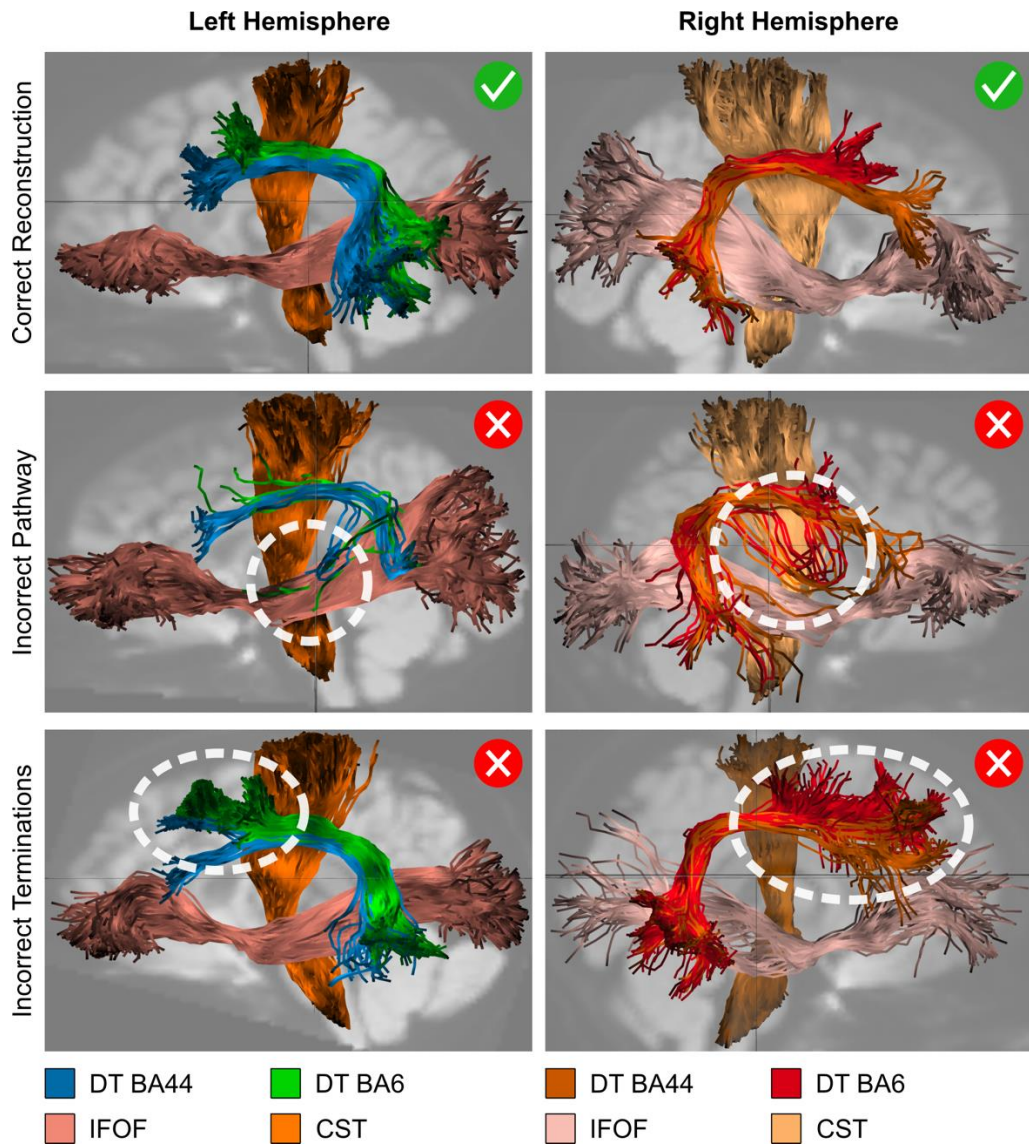 Left Hemisphere
Right Hemisphere
Correct Reconstruction
Incorrect Pathway
Incorrect Terminations
DT BA44
DT BA6
DT BA44
DT BA6
IFOF
CST
IFOF
CST